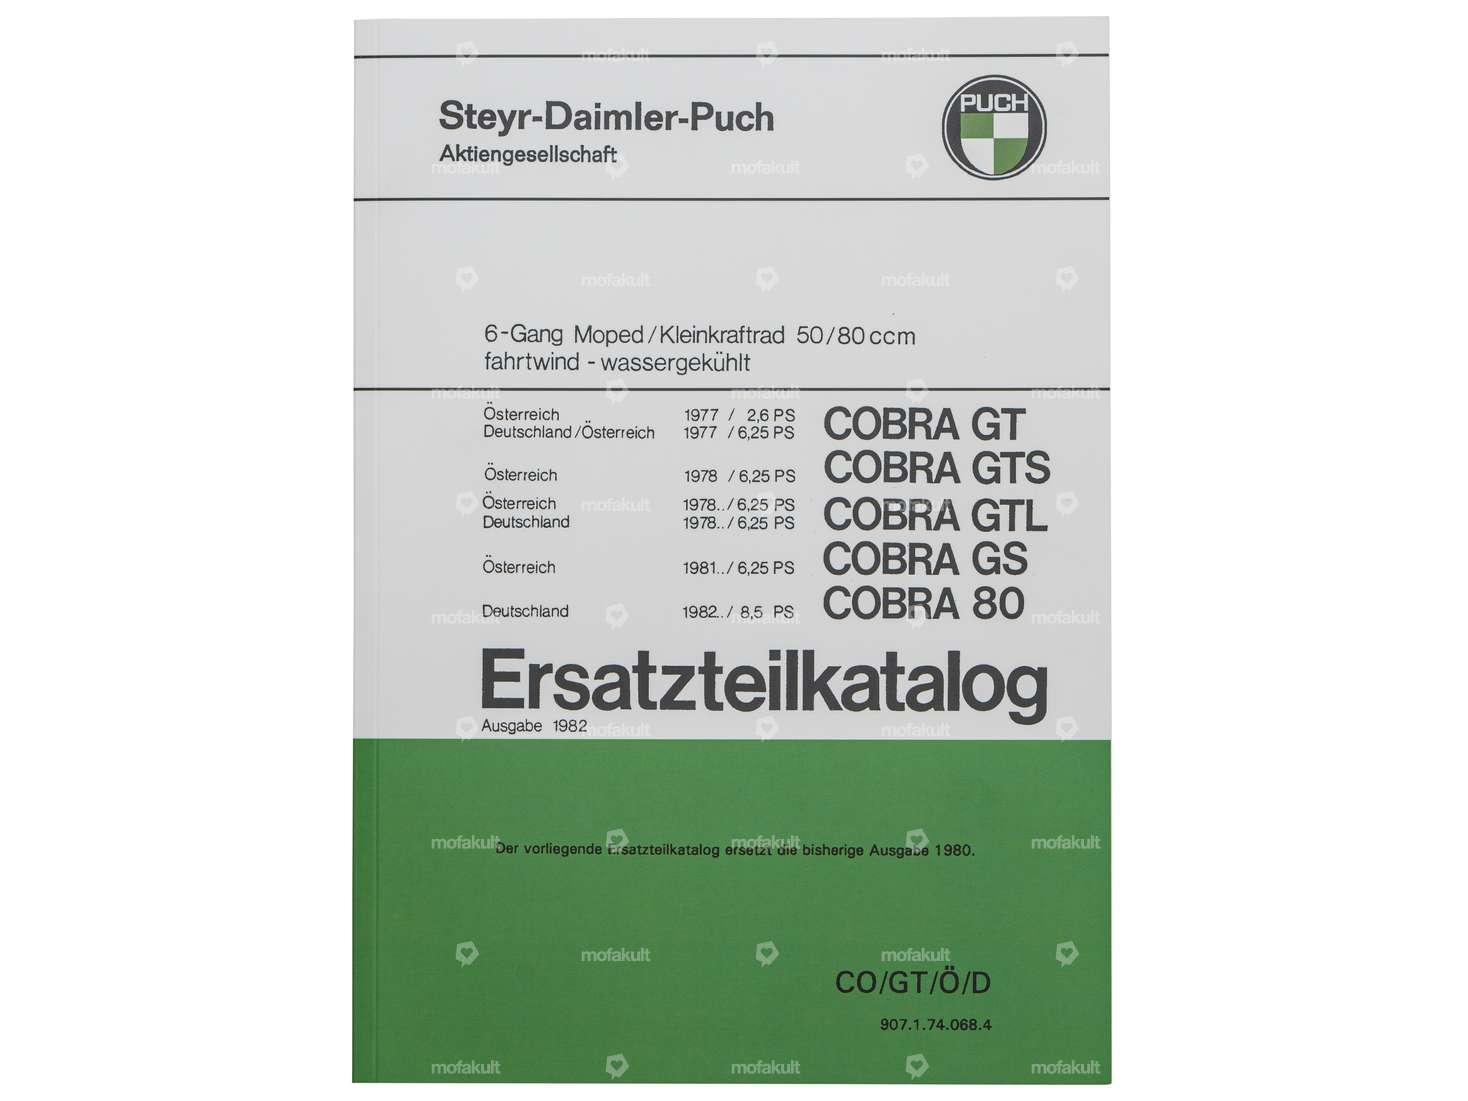 Steyr-Daimler-Puch
Aktiengesellschaft
PUCH
6-Gang Moped/Kleinkraftrad 50/80 ccm
fahrtwind - wassergekühlt
Österreich 1977 / 2,6 PS COBRA GT
Deutschland/Österreich 1977 / 6,25 PS
Österreich 1978 / 6,25 PS COBRA GTS
Österreich 1978../ 6,25 PS COBRA GTL
Deutschland 1978../ 6,25 PS
Österreich 1981../ 6,25 PS COBRA GS
Deutschland 1982../ 8,5 PS COBRA 80
Ersatzteilkatalog
Ausgabe 1982
Der vorliegende Ersatzteilkatalog ersetzt die bisherige Ausgabe 1980.
CO/GT/Ö/D
907.1.74.068.4
mofakult